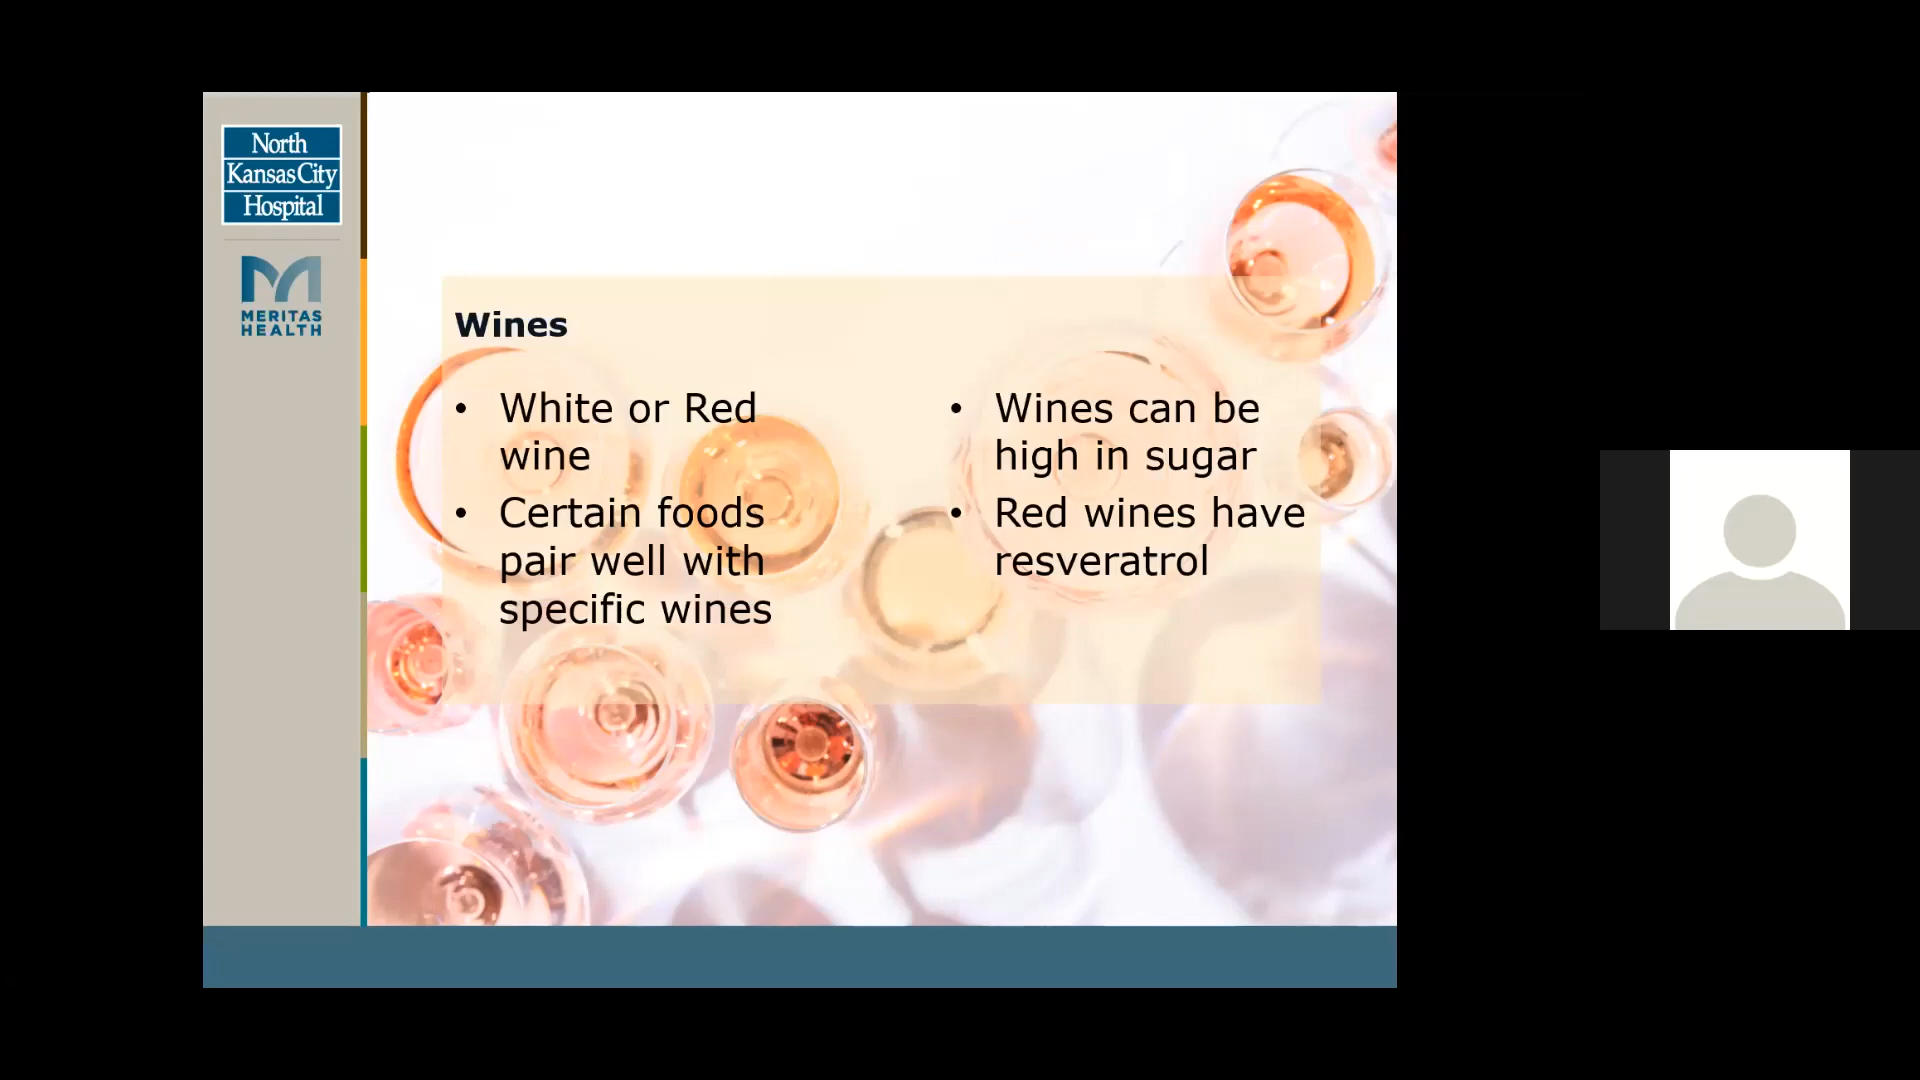 North
Kansas City
Hospital
MERITAS
HEALTH
Wines
• White or Red
wine
• Certain foods
pair well with
specific wines
• Wines can be
high in sugar
• Red wines have
resveratrol